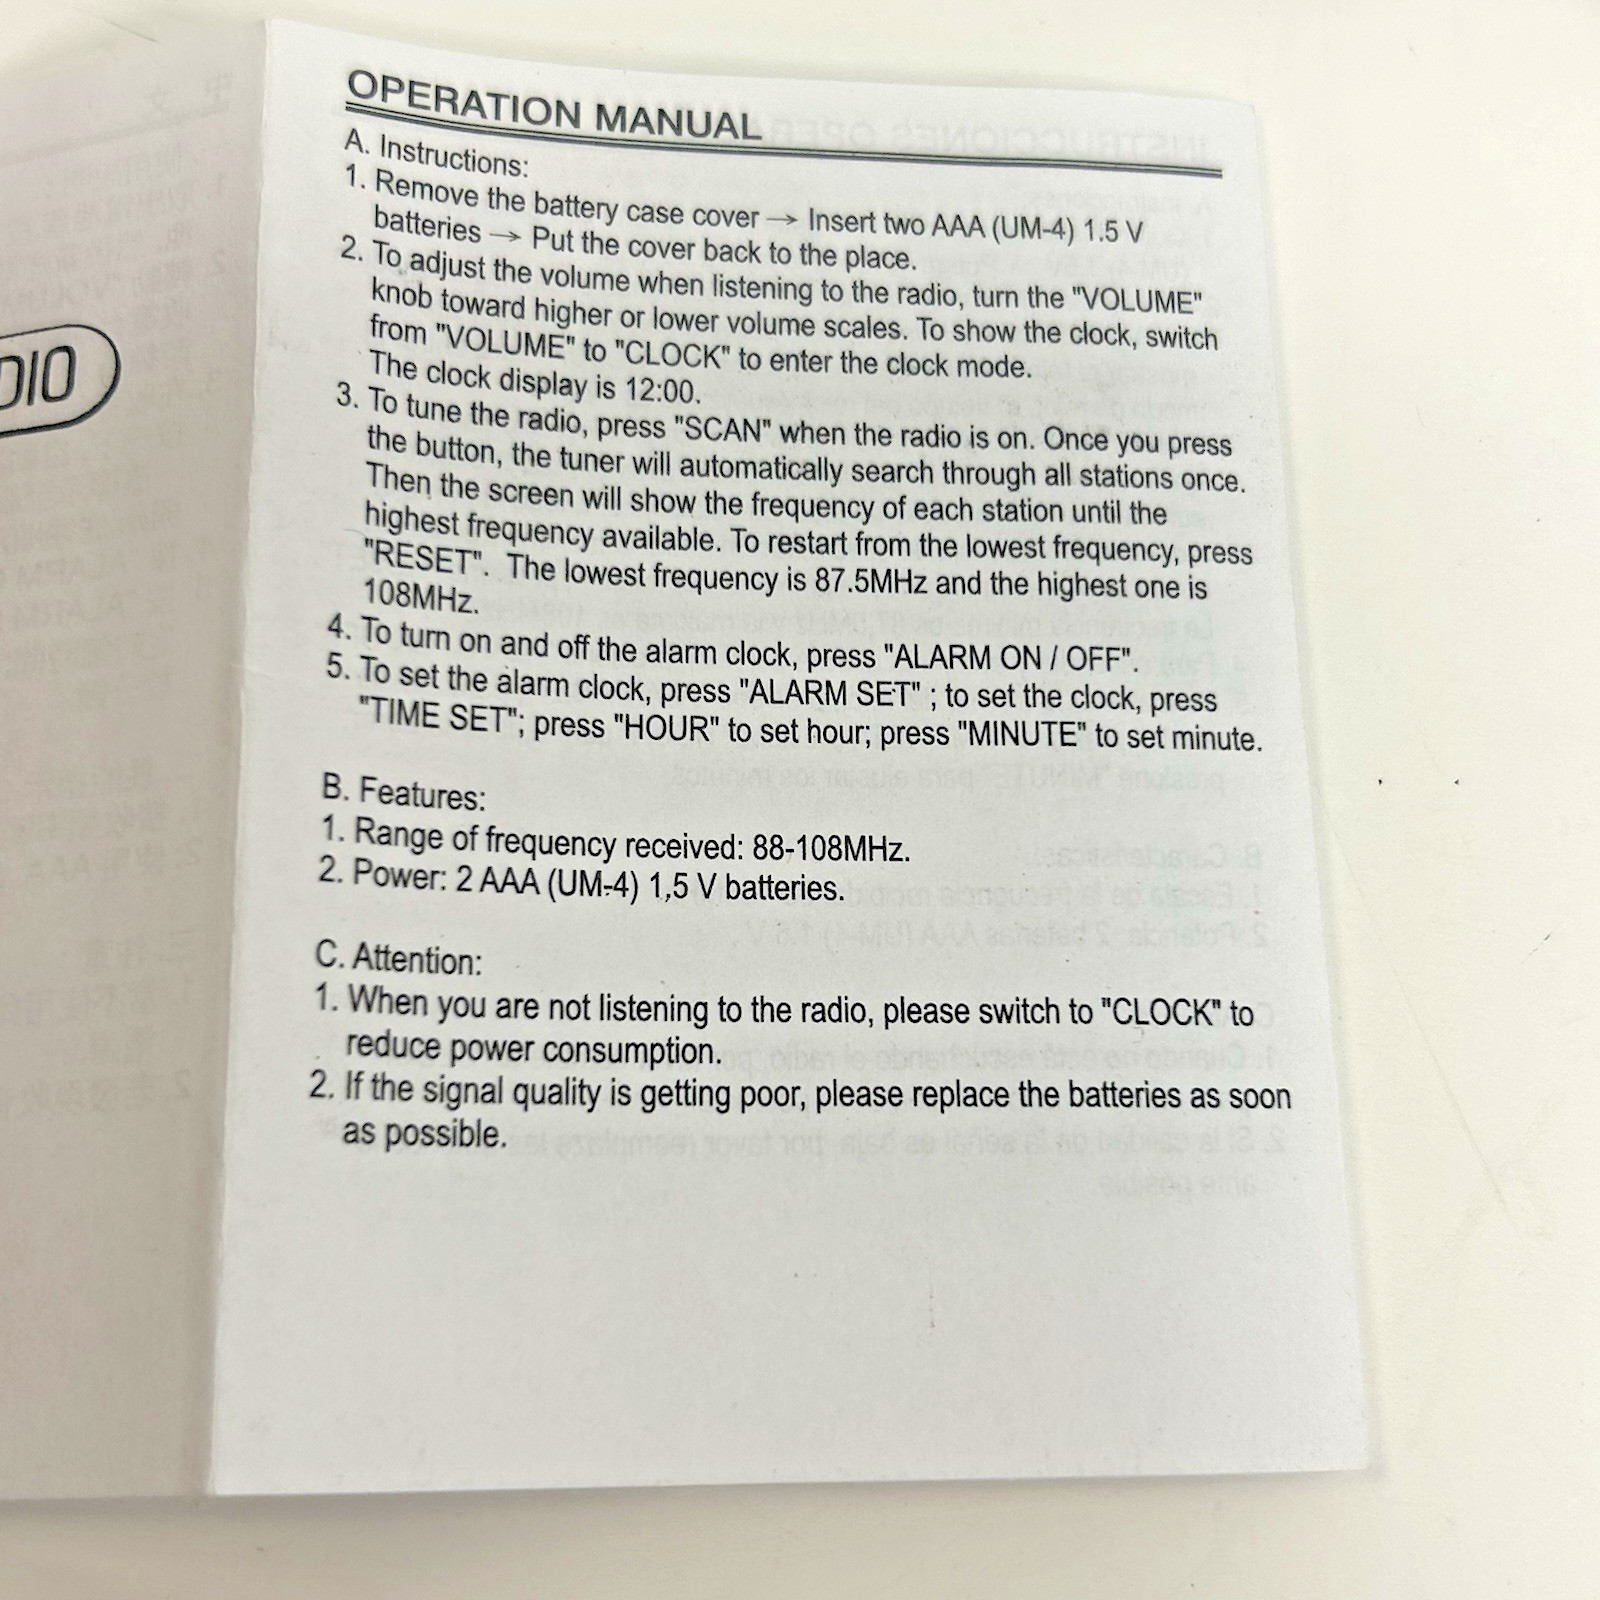 OPERATION MANUAL
A. Instructions:
1. Remove the battery case cover → Insert two AAA (UM-4) 1.5 V
batteries → Put the cover back to the place.
2. To adjust the volume when listening to the radio, turn the "VOLUME"
knob toward higher or lower volume scales. To show the clock, switch
from "VOLUME" to "CLOCK" to enter the clock mode.
The clock display is 12:00.
3. To tune the radio, press "SCAN" when the radio is on. Once you press
the button, the tuner will automatically search through all stations once.
Then the screen will show the frequency of each station until the
highest frequency available. To restart from the lowest frequency, press
"RESET". The lowest frequency is 87.5MHz and the highest one is
108MHz.
4. To turn on and off the alarm clock, press "ALARM ON / OFF".
5. To set the alarm clock, press "ALARM SET" ; to set the clock, press
"TIME SET"; press "HOUR" to set hour; press "MINUTE" to set minute.
B. Features:
1. Range of frequency received: 88-108MHz.
2. Power: 2 AAA (UM-4) 1,5 V batteries.
C. Attention:
1. When you are not listening to the radio, please switch to "CLOCK" to
reduce power consumption.
2. If the signal quality is getting poor, please replace the batteries as soon
as possible.